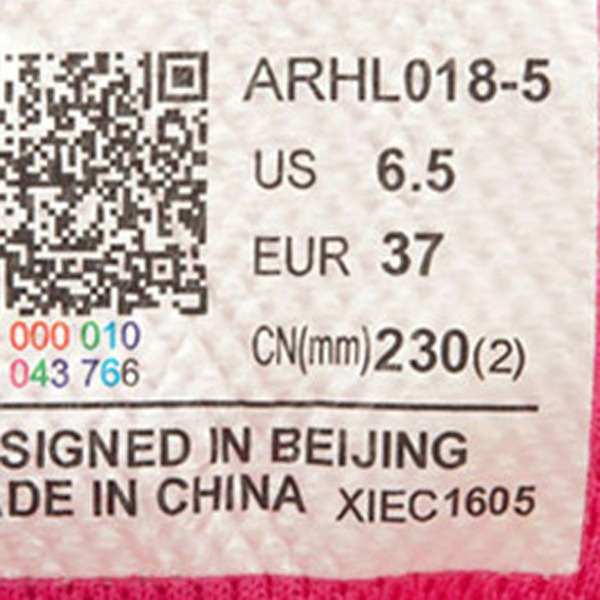 ARHL018-5
US 6.5
EUR 37
CN(mm)230(2)
000 010
043 766
SIGNED IN BEIJING
ADE IN CHINA XIEC1605